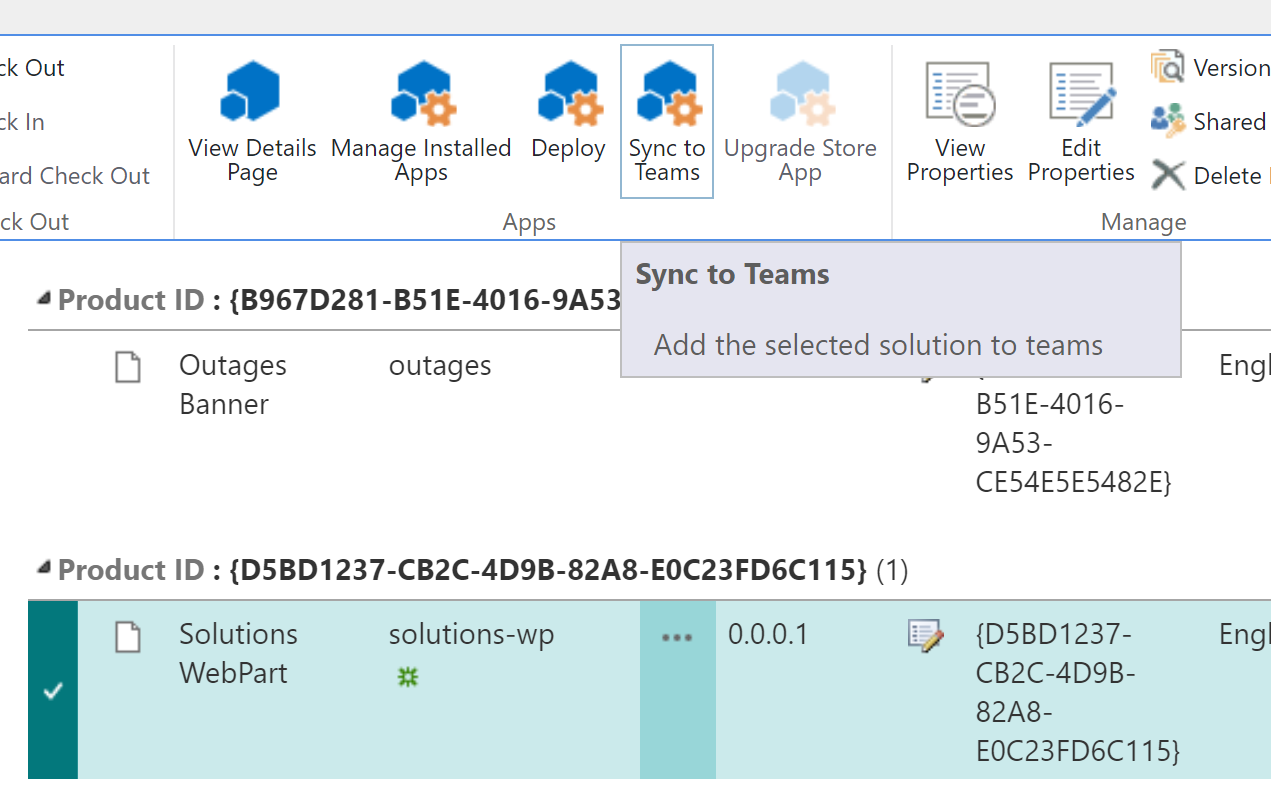 ck Out
ck In
ard Check Out
ck Out
View Details
Page
Manage Installed
Apps
Deploy
Sync to
Teams
Upgrade Store
App
Apps
View
Properties
Edit
Properties
Version
Shared
Delete
Manage
Sync to Teams
Add the selected solution to teams
Product ID : {B967D281-B51E-4016-9A53
Outages
Banner
outages
B51E-4016-
9A53-
CE54E5E5482E}
Engl
Product ID : {D5BD1237-CB2C-4D9B-82A8-E0C23FD6C115} (1)
Solutions
WebPart
solutions-wp
0.0.0.1
{D5BD1237-
CB2C-4D9B-
82A8-
E0C23FD6C115}
Engl